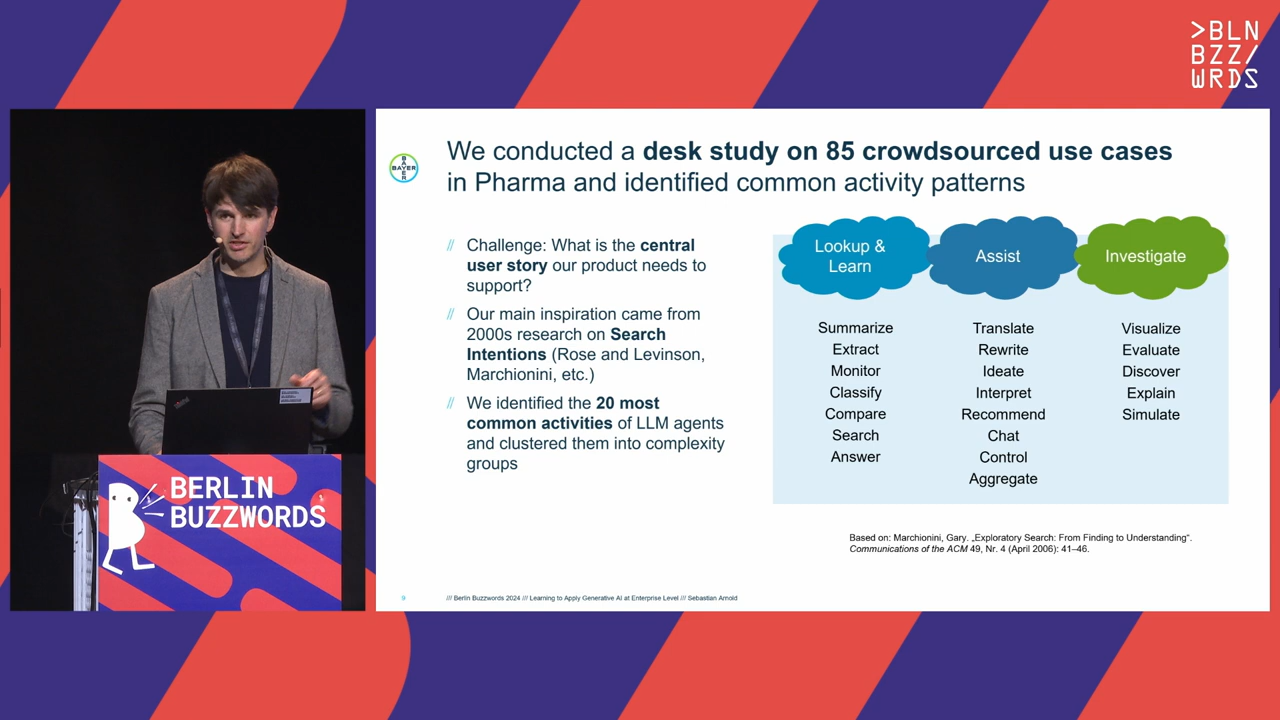 >BLN
BZZ/
WRDS
We conducted a desk study on 85 crowdsourced use cases
in Pharma and identified common activity patterns
BAYER
BAYER
// Challenge: What is the central
user story our product needs to
support?
// Our main inspiration came from
2000s research on Search
Intentions (Rose and Levinson,
Marchionini, etc.)
// We identified the 20 most
common activities of LLM agents
and clustered them into complexity
groups
Lookup &
Learn
Summarize
Extract
Monitor
Classify
Compare
Search
Answer
Assist
Translate
Rewrite
Ideate
Interpret
Recommend
Chat
Control
Aggregate
Investigate
Visualize
Evaluate
Discover
Explain
Simulate
Based on: Marchionini, Gary. „Exploratory Search: From Finding to Understanding“.
Communications of the ACM 49, Nr. 4 (April 2006): 41–46.
9
/// Berlin Buzzwords 2024 /// Learning to Apply Generative AI at Enterprise Level /// Sebastian Arnold
BERLIN
BUZZWORDS